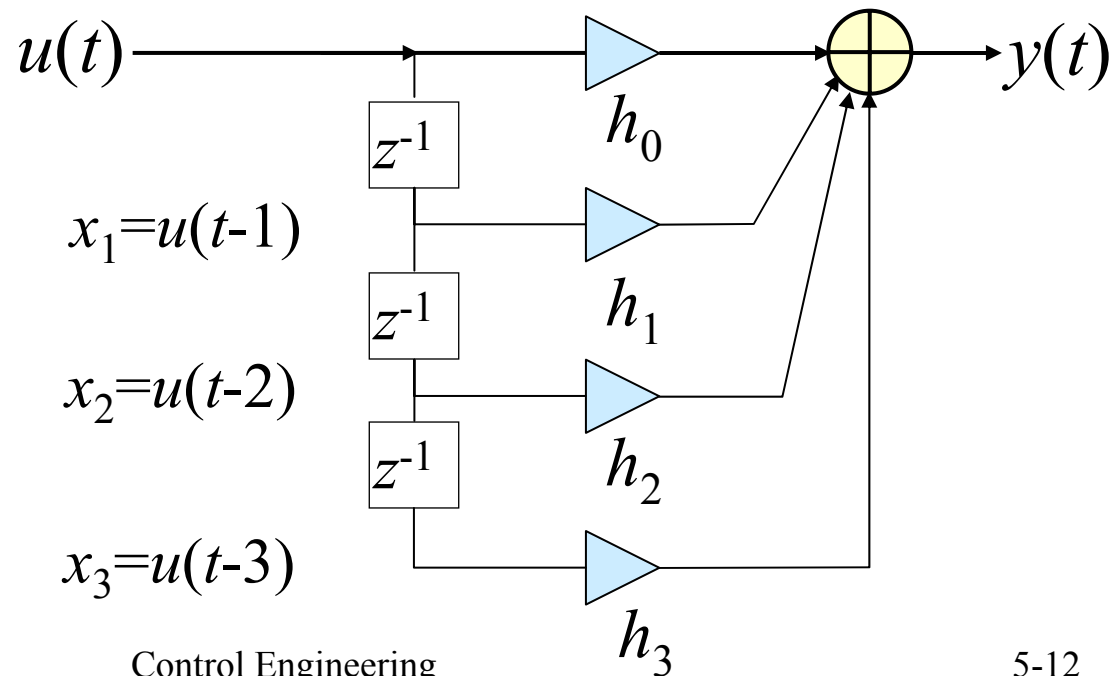 u(t) y(t)
h₀
z⁻¹
x₁=u(t-1)
h₁
z⁻¹
x₂=u(t-2)
h₂
z⁻¹
x₃=u(t-3)
h₃
Control Engineering 5-12